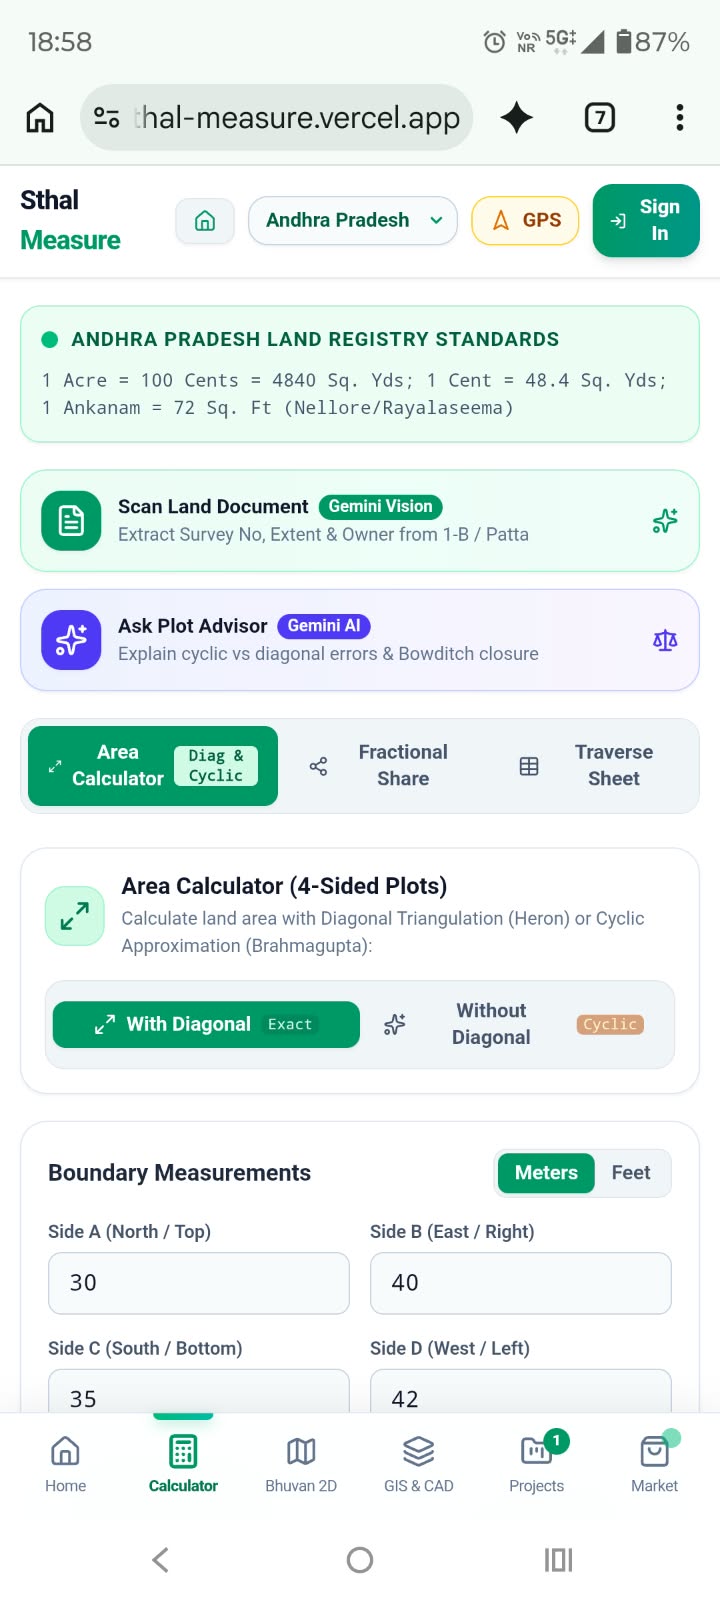 18:58
Vo NR 5G 87%
thal-measure.vercel.app
7
Sthal
Measure
Andhra Pradesh
GPS
Sign
In
ANDHRA PRADESH LAND REGISTRY STANDARDS
1 Acre = 100 Cents = 4840 Sq. Yds; 1 Cent = 48.4 Sq. Yds;
1 Ankanam = 72 Sq. Ft (Nellore/Rayalaseema)
Scan Land Document Gemini Vision
Extract Survey No, Extent & Owner from 1-B / Patta
Ask Plot Advisor Gemini AI
Explain cyclic vs diagonal errors & Bowditch closure
Area
Calculator
Diag &
Cyclic
Fractional
Share
Traverse
Sheet
Area Calculator (4-Sided Plots)
Calculate land area with Diagonal Triangulation (Heron) or Cyclic
Approximation (Brahmagupta):
With Diagonal Exact
Without
Diagonal
Cyclic
Boundary Measurements
Meters Feet
Side A (North / Top) Side B (East / Right)
30 40
Side C (South / Bottom) Side D (West / Left)
35 42
1
Home Calculator Bhuvan 2D GIS & CAD Projects Market